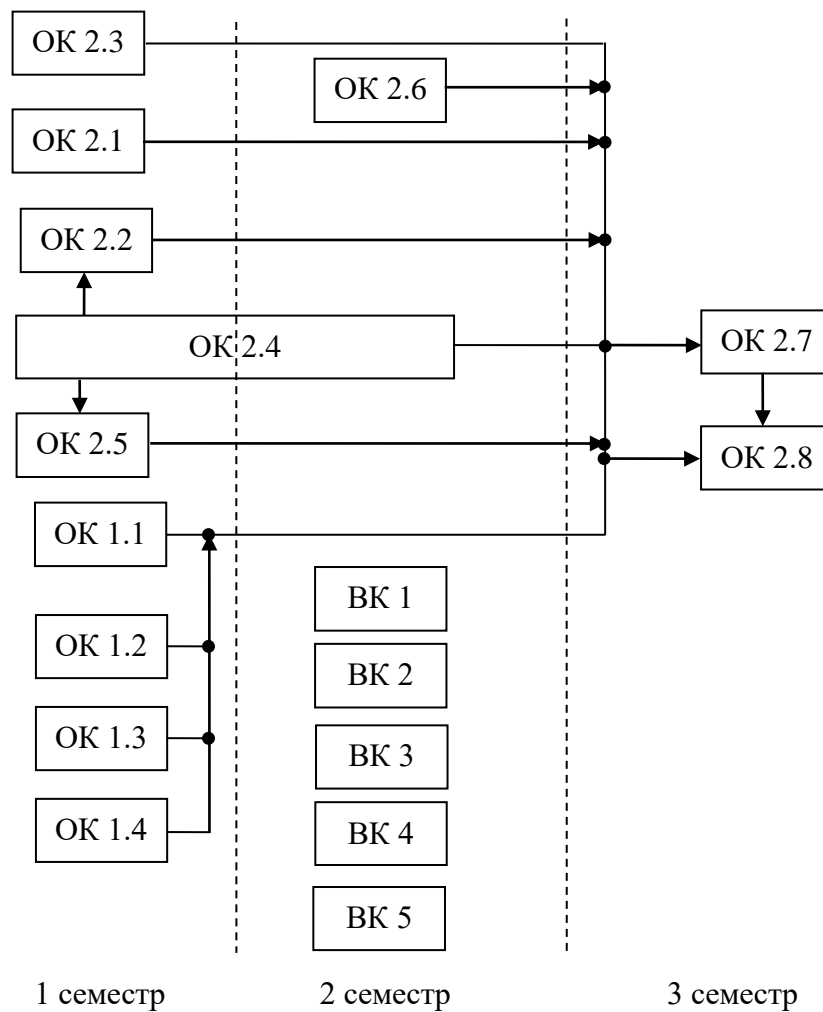 ОК 2.3
ОК 2.6
ОК 2.1
ОК 2.2
ОК 2.4
ОК 2.7
ОК 2.5
ОК 2.8
ОК 1.1
ВК 1
ОК 1.2
ВК 2
ОК 1.3
ВК 3
ОК 1.4
ВК 4
ВК 5
1 семестр 2 семестр 3 семестр